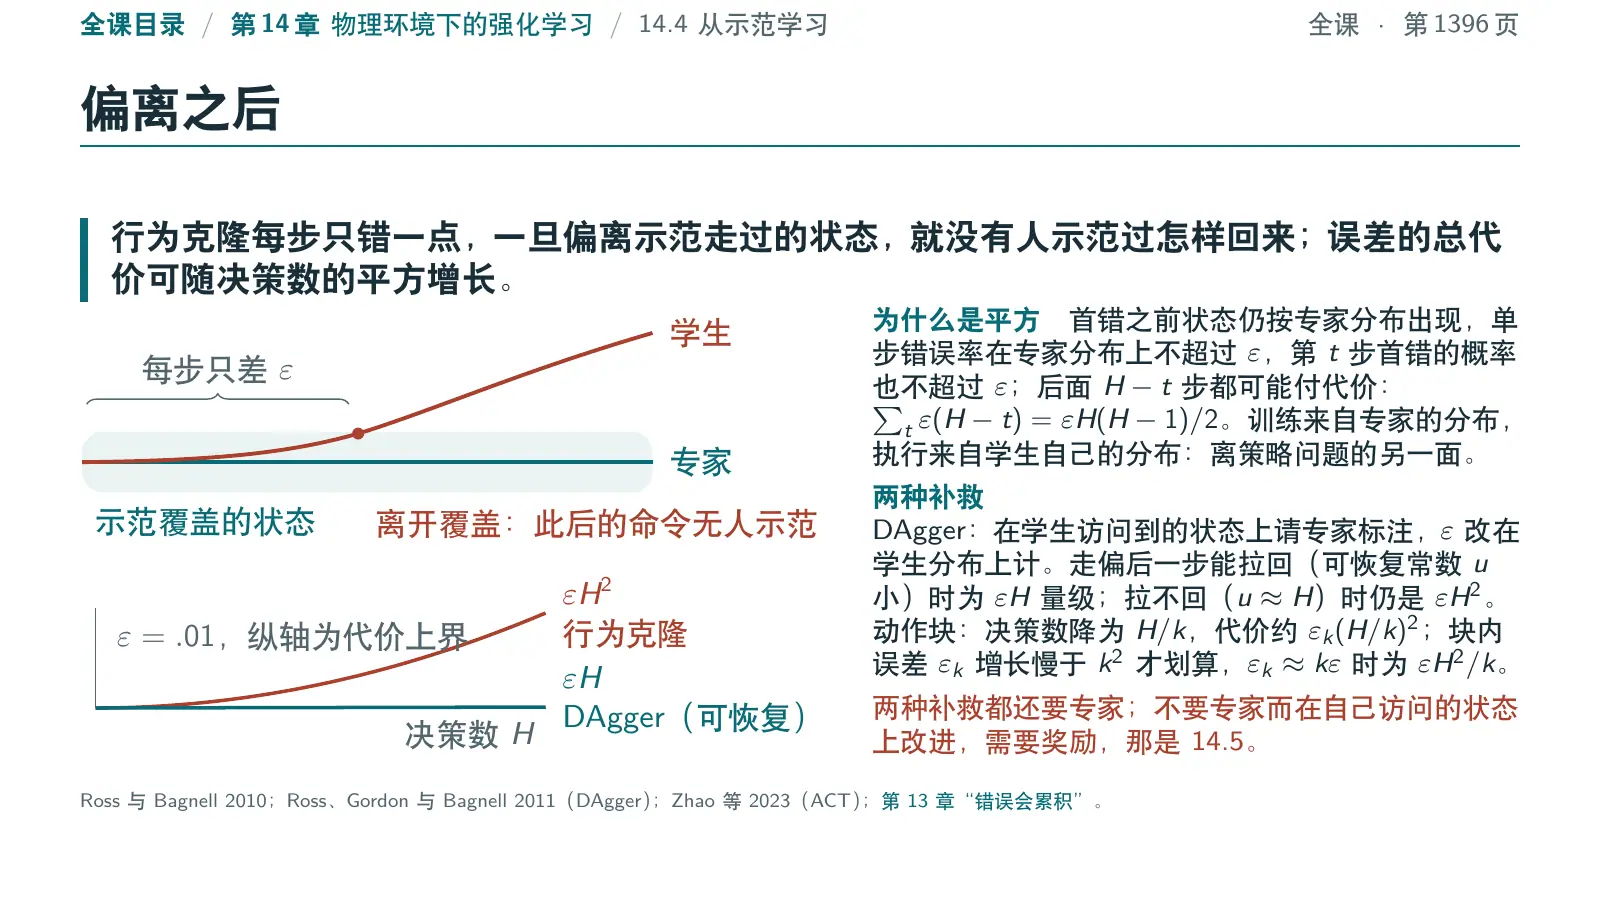 全课目录 / 第 14 章 物理环境下的强化学习 / 14.4 从示范学习
全课 · 第 1396 页
偏离之后
行为克隆每步只错一点，一旦偏离示范走过的状态，就没有人示范过怎样回来；误差的总代
价可随决策数的平方增长。
学生
每步只差 ε
专家
示范覆盖的状态
离开覆盖：此后的命令无人示范
εH²
ε = .01，纵轴为代价上界
行为克隆
εH
DAgger（可恢复）
决策数 H
为什么是平方 首错之前状态仍按专家分布出现，单
步错误率在专家分布上不超过 ε，第 t 步首错的概率
也不超过 ε；后面 H − t 步都可能付代价：
∑ₜ ε(H − t) = εH(H − 1)/2。训练来自专家的分布，
执行来自学生自己的分布：离策略问题的另一面。
两种补救
DAgger：在学生访问到的状态上请专家标注，ε 改在
学生分布上计。走偏后一步能拉回（可恢复常数 u
小）时为 εH 量级；拉不回（u ≈ H）时仍是 εH²。
动作块：决策数降为 H/k，代价约 εₖ(H/k)²；块内
误差 εₖ 增长慢于 k² 才划算，εₖ ≈ kε 时为 εH²/k。
两种补救都还要专家；不要专家而在自己访问的状态
上改进，需要奖励，那是 14.5。
Ross 与 Bagnell 2010；Ross、Gordon 与 Bagnell 2011（DAgger）；Zhao 等 2023（ACT）；第 13 章“错误会累积”。